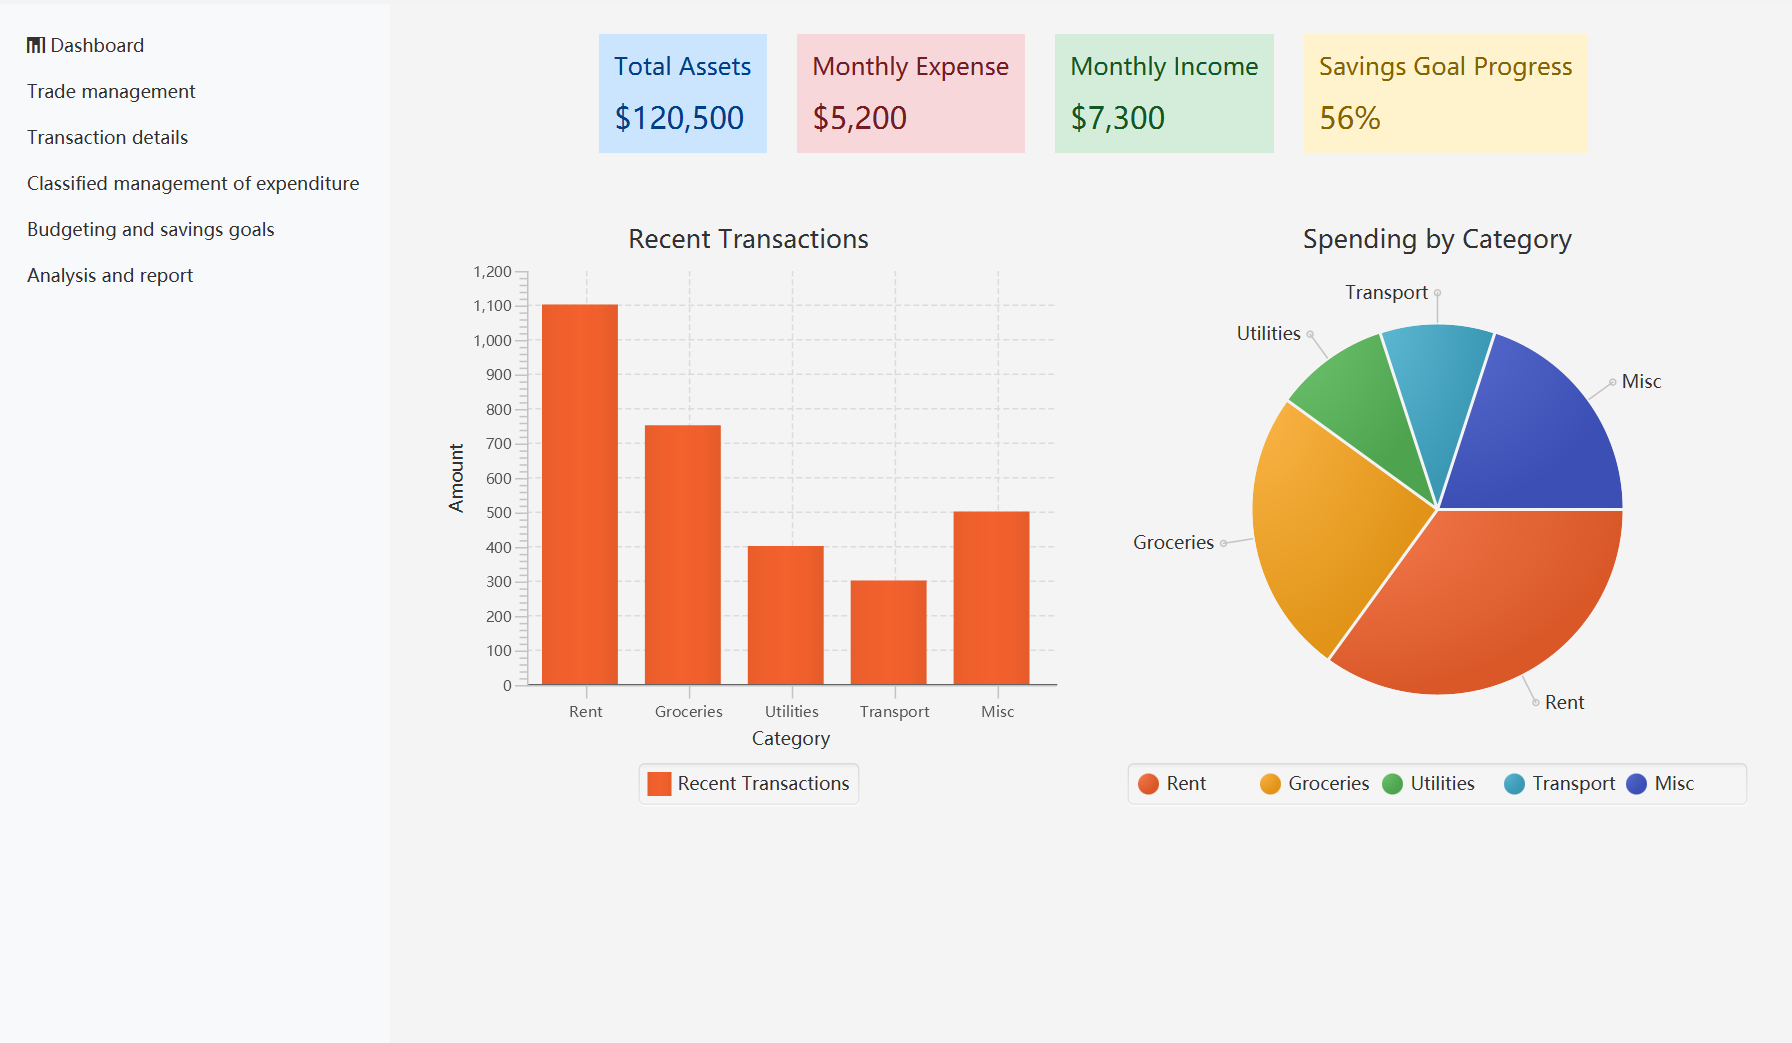 Dashboard
Trade management
Transaction details
Classified management of expenditure
Budgeting and savings goals
Analysis and report
Total Assets
$120,500
Monthly Expense
$5,200
Monthly Income
$7,300
Savings Goal Progress
56%
Recent Transactions
1,200
1,100
1,000
900
800
700
600
500
400
300
200
100
0
Amount
Rent Groceries Utilities Transport Misc
Category
Recent Transactions
Spending by Category
Transport
Utilities
Misc
Groceries
Rent
Rent Groceries Utilities Transport Misc